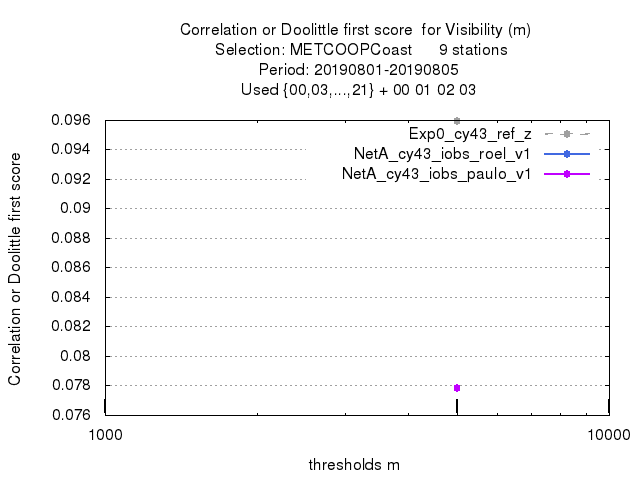 Correlation or Doolittle first score  for Visibility (m)
Selection: METCOOPCoast      9 stations
Period: 20190801-20190805
Used {00,03,...,21} + 00 01 02 03
Correlation or Doolittle first score
0.096
0.094
0.092
0.09
0.088
0.086
0.084
0.082
0.08
0.078
0.076
Exp0_cy43_ref_z
NetA_cy43_iobs_roel_v1
NetA_cy43_iobs_paulo_v1
1000
10000
thresholds m